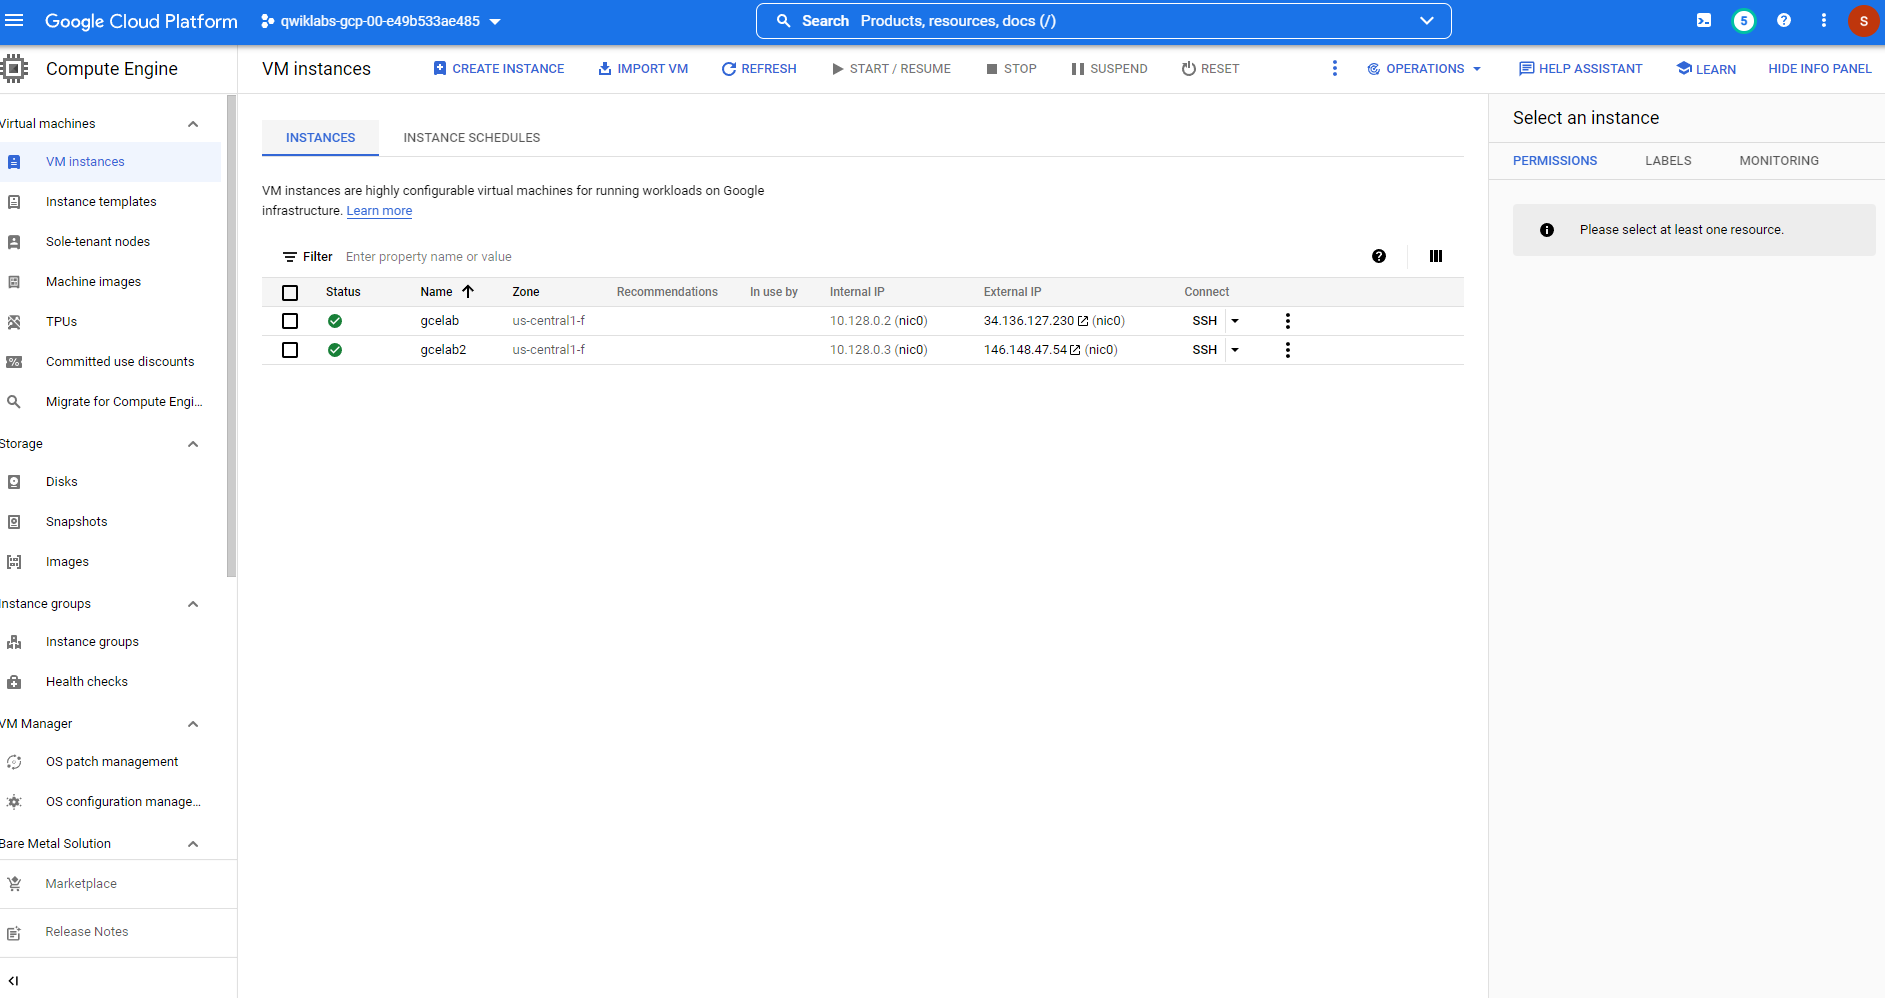 Google Cloud Platform
qwiklabs-gcp-00-e49b533ae485
Search Products, resources, docs (/)
5
S
Compute Engine
VM instances
CREATE INSTANCE
IMPORT VM
REFRESH
START / RESUME
STOP
SUSPEND
RESET
OPERATIONS
HELP ASSISTANT
LEARN
HIDE INFO PANEL
Virtual machines
VM instances
Instance templates
Sole-tenant nodes
Machine images
TPUs
Committed use discounts
Migrate for Compute Engi...
Storage
Disks
Snapshots
Images
Instance groups
Instance groups
Health checks
VM Manager
OS patch management
OS configuration manage...
Bare Metal Solution
Marketplace
Release Notes
INSTANCES
INSTANCE SCHEDULES
VM instances are highly configurable virtual machines for running workloads on Google
infrastructure. Learn more
Filter Enter property name or value
Status Name Zone Recommendations In use by Internal IP External IP Connect
gcelab us-central1-f 10.128.0.2 (nic0) 34.136.127.230 (nic0) SSH
gcelab2 us-central1-f 10.128.0.3 (nic0) 146.148.47.54 (nic0) SSH
Select an instance
PERMISSIONS
LABELS
MONITORING
Please select at least one resource.